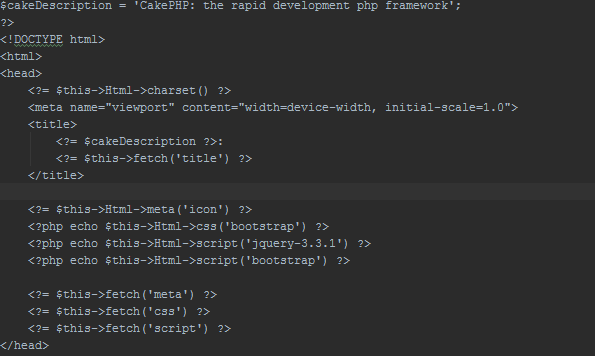 $cakeDescription = 'CakePHP: the rapid development php framework';
?>
<!DOCTYPE html>
<html>
<head>
    <?= $this->Html->charset() ?>
    <meta name="viewport" content="width=device-width, initial-scale=1.0">
    <title>
        <?= $cakeDescription ?>:
        <?= $this->fetch('title') ?>
    </title>

    <?= $this->Html->meta('icon') ?>
    <?php echo $this->Html->css('bootstrap') ?>
    <?php echo $this->Html->script('jquery-3.3.1') ?>
    <?php echo $this->Html->script('bootstrap') ?>

    <?= $this->fetch('meta') ?>
    <?= $this->fetch('css') ?>
    <?= $this->fetch('script') ?>
</head>